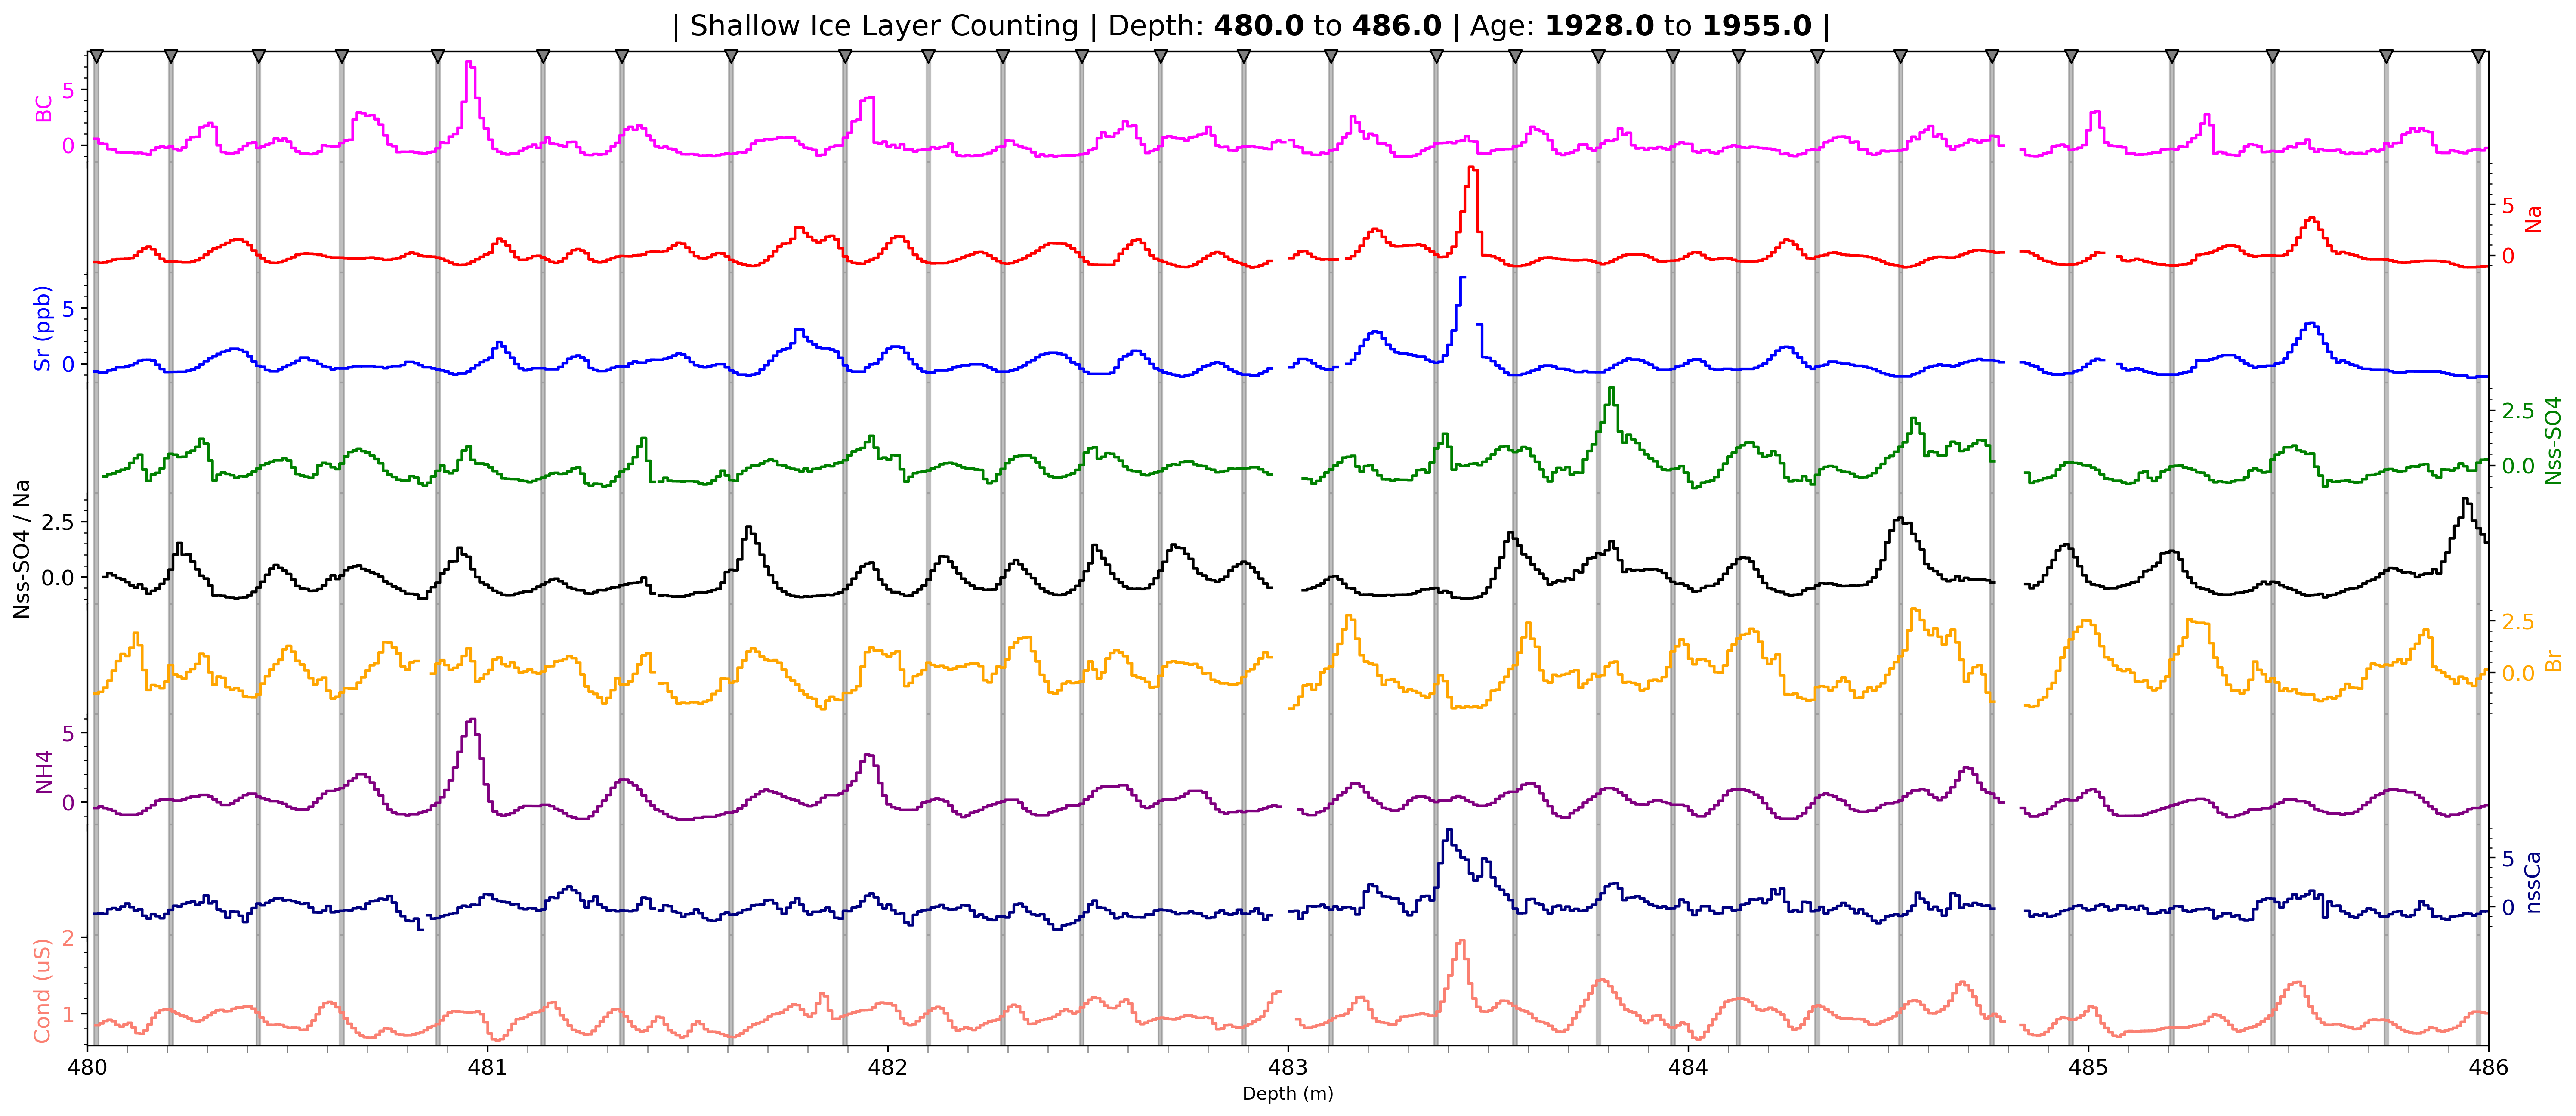 | Shallow Ice Layer Counting | Depth: 480.0 to 486.0 | Age: 1928.0 to 1955.0 |
BC
5
0
5
0
Na
Sr (ppb)
5
0
2.5
0.0
Nss-SO4
Nss-SO4 / Na
2.5
0.0
2.5
0.0
Br
NH4
5
0
5
0
nssCa
Cond (uS)
2
1
480 481 482 483 484 485 486
Depth (m)